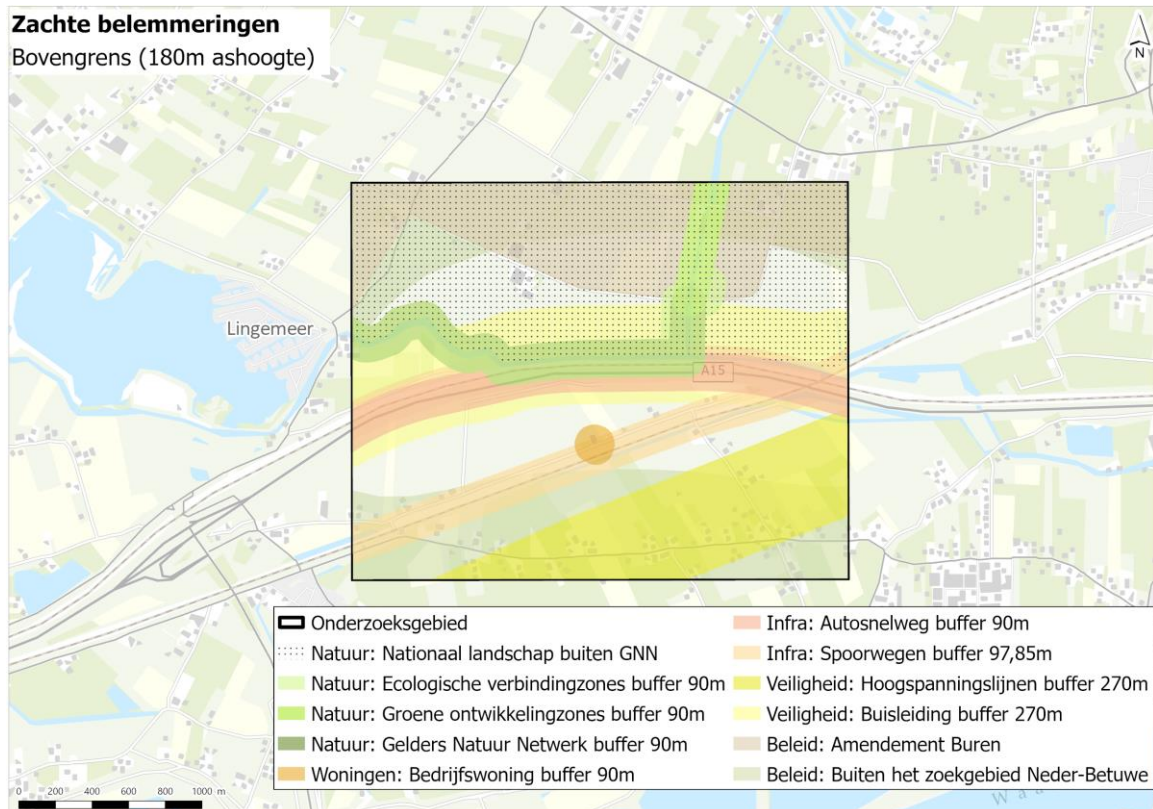 Zachte belemmeringen
Bovengrens (180m ashoogte)
N
Lingemeer
A15
Onderzoeksgebied
Natuur: Nationaal landschap buiten GNN
Natuur: Ecologische verbindingzones buffer 90m
Natuur: Groene ontwikkelingzones buffer 90m
Natuur: Gelders Natuur Netwerk buffer 90m
Woningen: Bedrijfswoning buffer 90m
Infra: Autosnelweg buffer 90m
Infra: Spoorwegen buffer 97,85m
Veiligheid: Hoogspanningslijnen buffer 270m
Veiligheid: Buisleiding buffer 270m
Beleid: Amendement Buren
Beleid: Buiten het zoekgebied Neder-Betuwe
0 200 400 600 800 1000 m